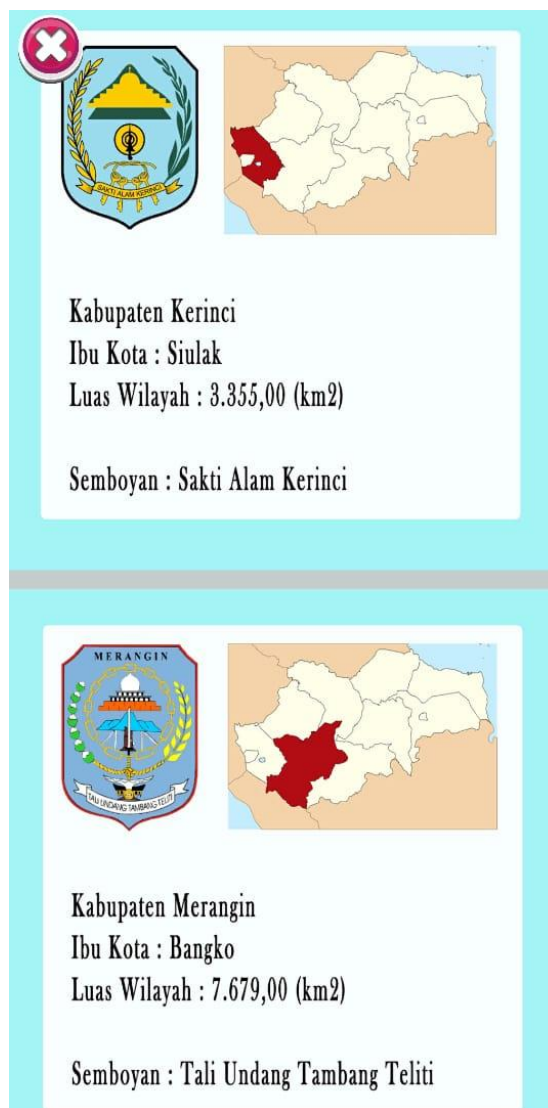 SAKTI ALAM KERINCI
Kabupaten Kerinci
Ibu Kota : Siulak
Luas Wilayah : 3.355,00 (km2)
Semboyan : Sakti Alam Kerinci
MERANGIN
TALI UNDANG TAMBANG TELITI
Kabupaten Merangin
Ibu Kota : Bangko
Luas Wilayah : 7.679,00 (km2)
Semboyan : Tali Undang Tambang Teliti